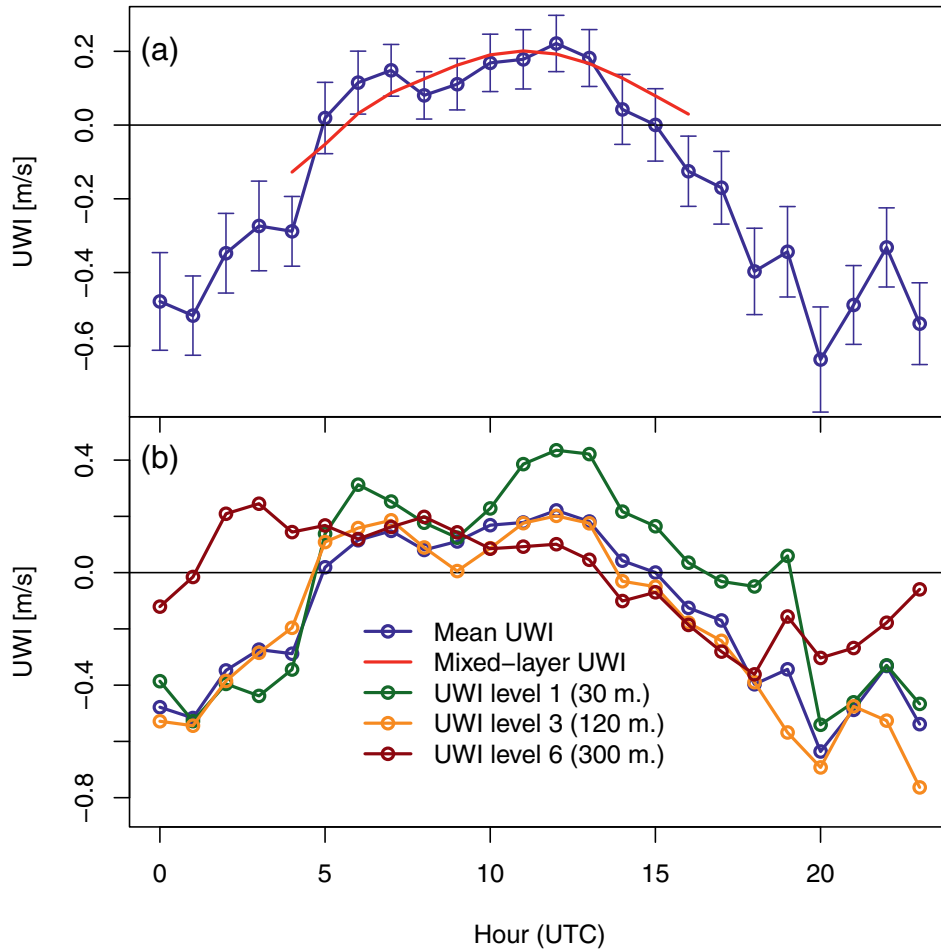 (a)
UWI [m/s]
0.2
0.0
−0.2
−0.4
−0.6
(b)
UWI [m/s]
0.4
0.0
−0.4
−0.8
Mean UWI
Mixed−layer UWI
UWI level 1 (30 m.)
UWI level 3 (120 m.)
UWI level 6 (300 m.)
0 5 10 15 20
Hour (UTC)